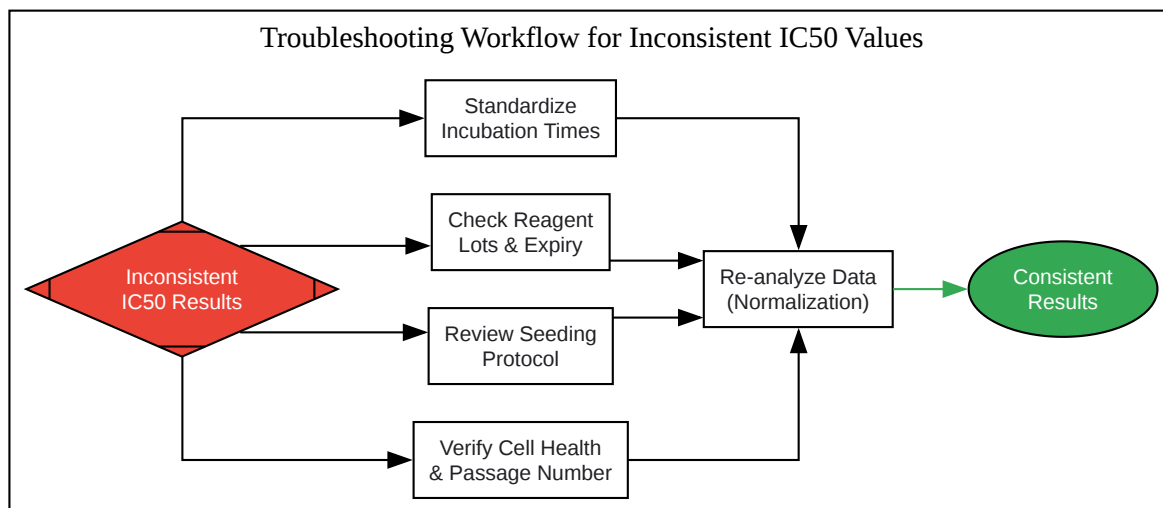 Troubleshooting Workflow for Inconsistent IC50 Values
Standardize
Incubation Times
Check Reagent
Lots & Expiry
Inconsistent
IC50 Results
Re-analyze Data
(Normalization)
Consistent
Results
Review Seeding
Protocol
Verify Cell Health
& Passage Number